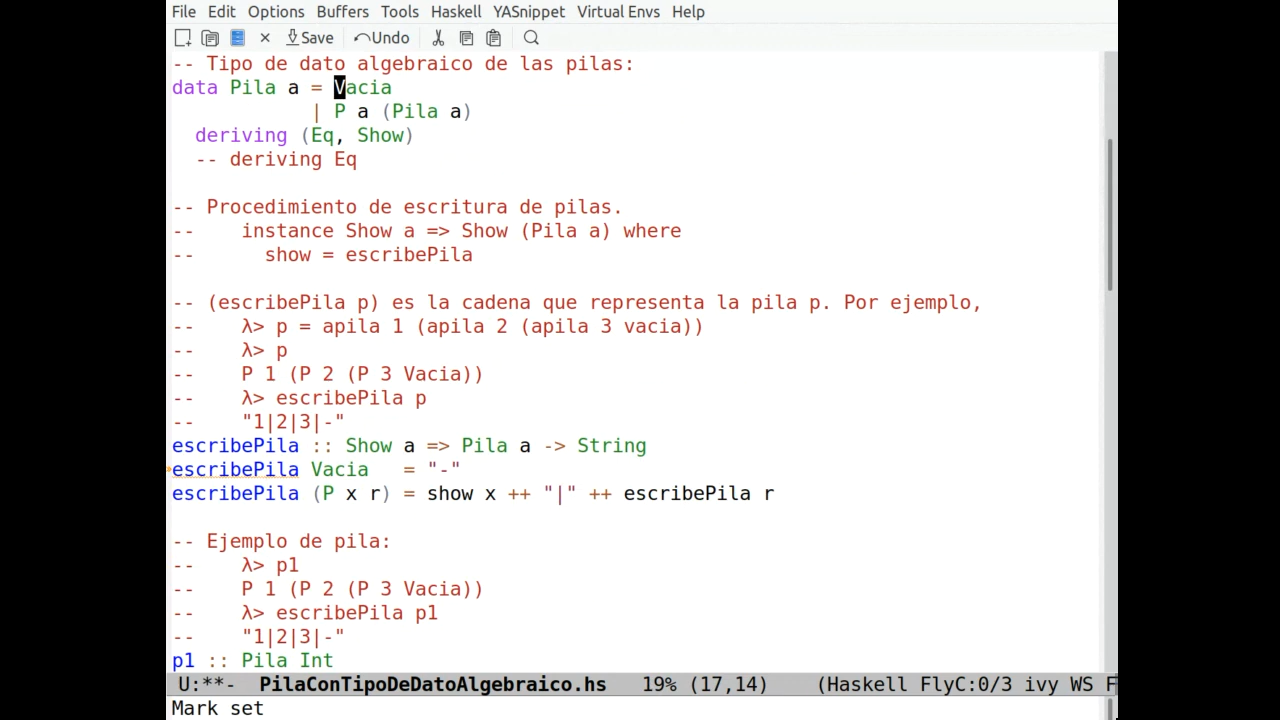 File Edit Options Buffers Tools Haskell YASnippet Virtual Envs Help
Save Undo
-- Tipo de dato algebraico de las pilas:
data Pila a = Vacia
            | P a (Pila a)
  deriving (Eq, Show)
  -- deriving Eq
-- Procedimiento de escritura de pilas.
--    instance Show a => Show (Pila a) where
--      show = escribePila
-- (escribePila p) es la cadena que representa la pila p. Por ejemplo,
--    λ> p = apila 1 (apila 2 (apila 3 vacia))
--    λ> p
--    P 1 (P 2 (P 3 Vacia))
--    λ> escribePila p
--    "1|2|3|-"
escribePila :: Show a => Pila a -> String
escribePila Vacia   = "-"
escribePila (P x r) = show x ++ "|" ++ escribePila r
-- Ejemplo de pila:
--    λ> p1
--    P 1 (P 2 (P 3 Vacia))
--    λ> escribePila p1
--    "1|2|3|-"
p1 :: Pila Int
U:**-  PilaConTipoDeDatoAlgebraico.hs   19% (17,14)    (Haskell FlyC:0/3 ivy WS F
Mark set